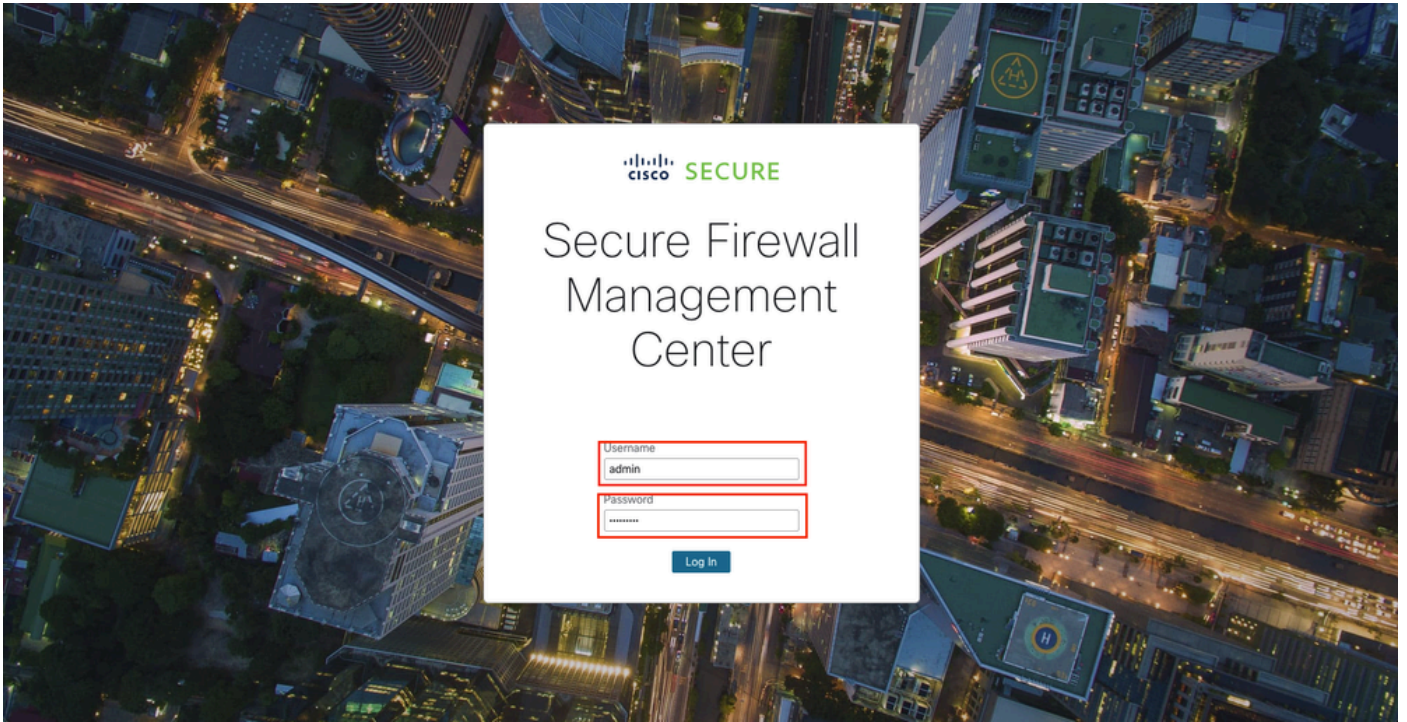 CISCO SECURE
Secure Firewall
Management
Center
Username
admin
Password
•••••••••
Log In
H